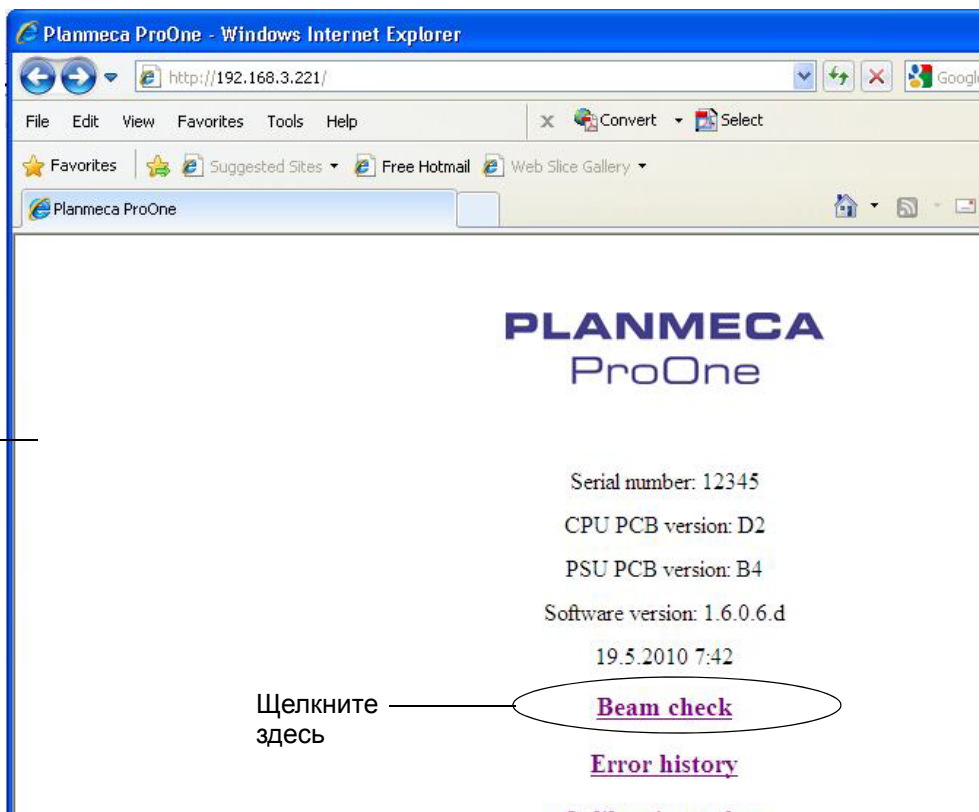 Planmeca ProOne - Windows Internet Explorer
http://192.168.3.221/
File Edit View Favorites Tools Help
Convert Select
Favorites Suggested Sites Free Hotmail Web Slice Gallery
Planmeca ProOne
PLANMECA
ProOne
Serial number: 12345
CPU PCB version: D2
PSU PCB version: B4
Software version: 1.6.0.6.d
19.5.2010 7:42
Щелкните
здесь
Beam check
Error history